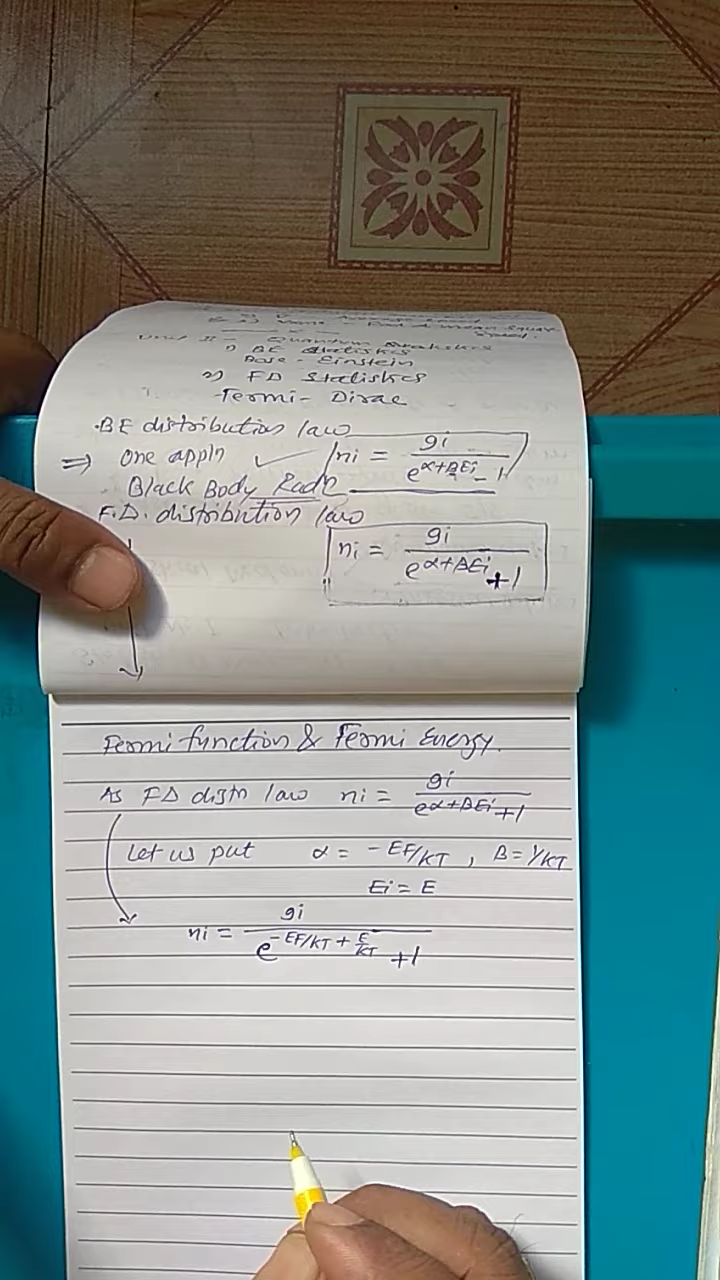 Unit II - Quantum Statistics
1) BE Statistics
Bose - Einstein
2) FD Statistics
Fermi - Dirac
BE distribution law
⇒ One appln ✓ ni = gi / e^(α+βEi) - 1
Black Body Radn
F.D. distribution law
ni = gi / e^(α+βEi) + 1
Fermi function & Fermi Energy.
As FD distn law ni = gi / e^(α+βEi) + 1
Let us put α = - EF/KT , β = 1/KT
Ei = E
ni = gi / e^(-EF/KT + E/KT) + 1